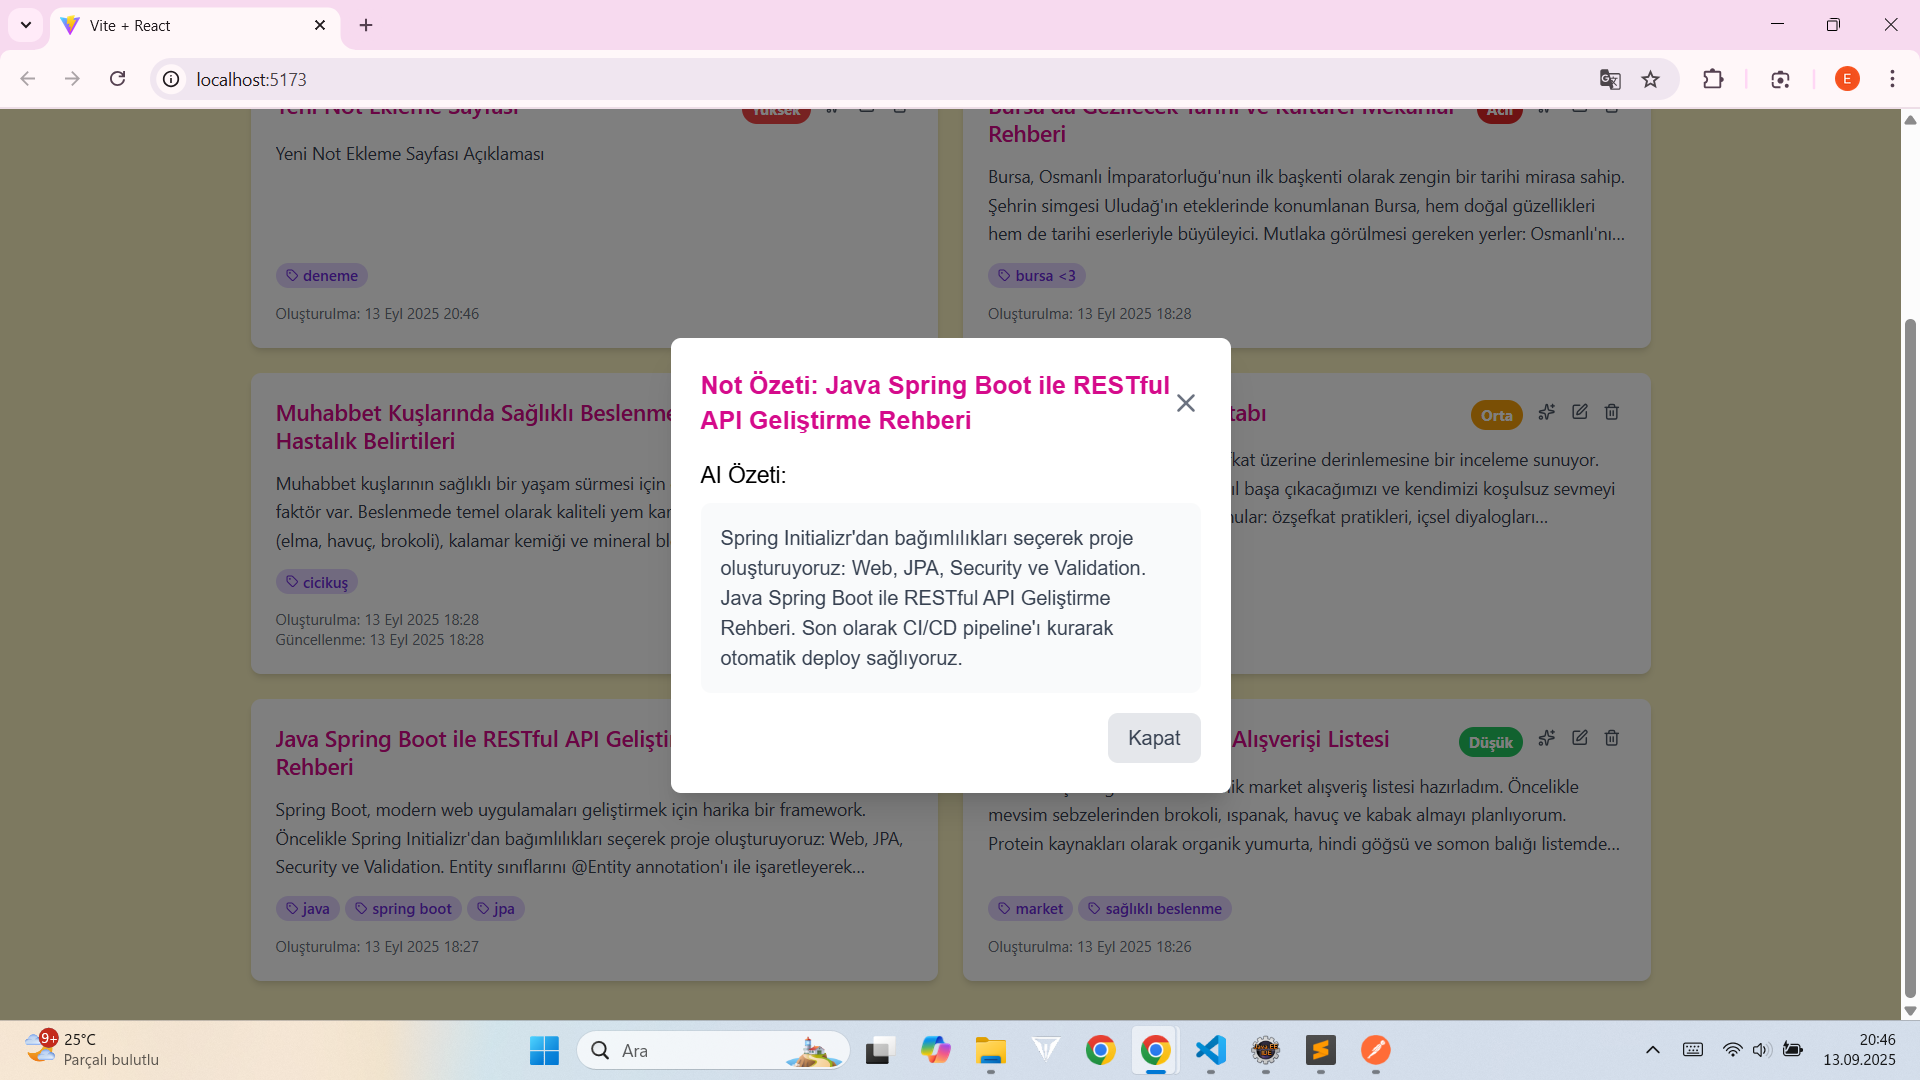 Vite + React
localhost:5173
E
Yeni Not Ekleme Sayfası
Yüksek
Yeni Not Ekleme Sayfası Açıklaması
deneme
Oluşturulma: 13 Eyl 2025 20:46
Bursa'da Gezilecek Tarihi ve Kültürel Mekanlar
Rehberi
Acil
Bursa, Osmanlı İmparatorluğu'nun ilk başkenti olarak zengin bir tarihi mirasa sahip.
Şehrin simgesi Uludağ'ın eteklerinde konumlanan Bursa, hem doğal güzellikleri
hem de tarihi eserleriyle büyüleyici. Mutlaka görülmesi gereken yerler: Osmanlı'nı...
bursa <3
Oluşturulma: 13 Eyl 2025 18:28
Muhabbet Kuşlarında Sağlıklı Beslenme
Hastalık Belirtileri
Muhabbet kuşlarının sağlıklı bir yaşam sürmesi için
faktör var. Beslenmede temel olarak kaliteli yem kar
(elma, havuç, brokoli), kalamar kemiği ve mineral bl
cicikuş
Oluşturulma: 13 Eyl 2025 18:28
Güncellenme: 13 Eyl 2025 18:28
tabı
Orta
fkat üzerine derinlemesine bir inceleme sunuyor.
ıl başa çıkacağımızı ve kendimizi koşulsuz sevmeyi
nular: özşefkat pratikleri, içsel diyalogları...
Not Özeti: Java Spring Boot ile RESTful
API Geliştirme Rehberi
AI Özeti:
Spring Initializr'dan bağımlılıkları seçerek proje
oluşturuyoruz: Web, JPA, Security ve Validation.
Java Spring Boot ile RESTful API Geliştirme
Rehberi. Son olarak CI/CD pipeline'ı kurarak
otomatik deploy sağlıyoruz.
Kapat
Java Spring Boot ile RESTful API Gelişti
Rehberi
Spring Boot, modern web uygulamaları geliştirmek için harika bir framework.
Öncelikle Spring Initializr'dan bağımlılıkları seçerek proje oluşturuyoruz: Web, JPA,
Security ve Validation. Entity sınıflarını @Entity annotation'ı ile işaretleyerek...
java
spring boot
jpa
Oluşturulma: 13 Eyl 2025 18:27
Alışverişi Listesi
Düşük
ik market alışveriş listesi hazırladım. Öncelikle
mevsim sebzelerinden brokoli, ıspanak, havuç ve kabak almayı planlıyorum.
Protein kaynakları olarak organik yumurta, hindi göğsü ve somon balığı listemde...
market
sağlıklı beslenme
Oluşturulma: 13 Eyl 2025 18:26
9+
25°C
Parçalı bulutlu
Ara
20:46
13.09.2025